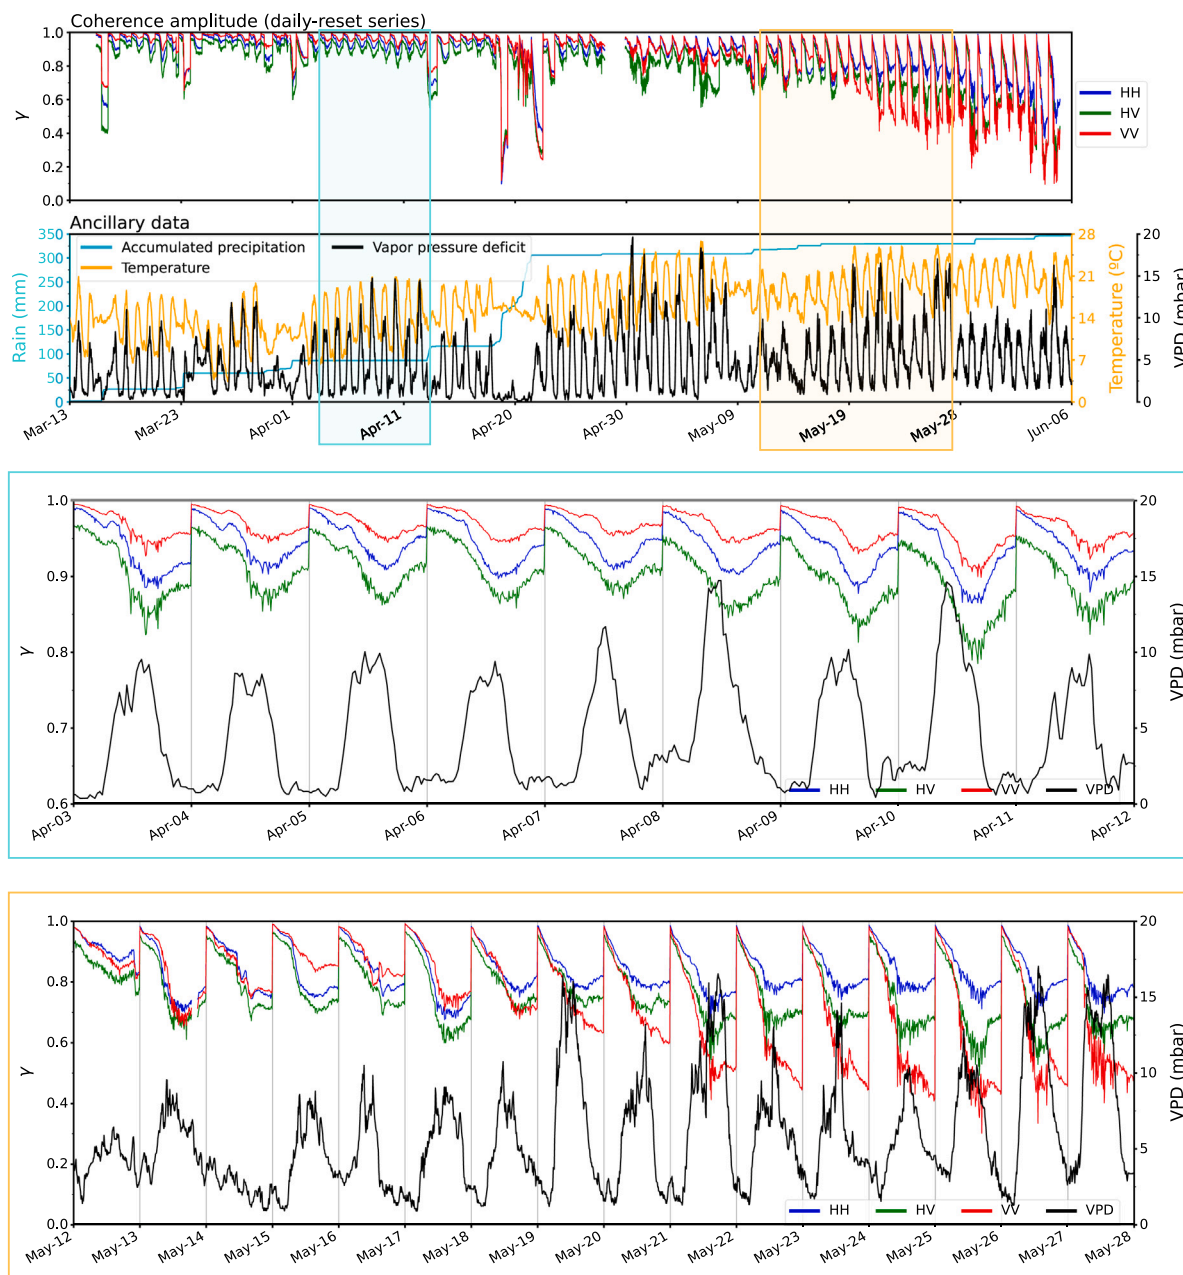 Coherence amplitude (daily-reset series)
1.0
0.8
0.6
0.4
0.2
0.0
γ
HH
HV
VV
Ancillary data
350
300
250
200
150
100
50
0
Rain (mm)
Accumulated precipitation
Vapor pressure deficit
Temperature
28
21
14
7
0
Temperature (ºC)
20
15
10
5
0
VPD (mbar)
Mar-13
Mar-23
Apr-01
Apr-11
Apr-20
Apr-30
May-09
May-19
May-28
Jun-06
1.0
0.9
0.8
0.7
0.6
γ
20
15
10
5
0
VPD (mbar)
HH HV VV VPD
Apr-03
Apr-04
Apr-05
Apr-06
Apr-07
Apr-08
Apr-09
Apr-10
Apr-11
Apr-12
1.0
0.8
0.6
0.4
0.2
0.0
γ
20
15
10
5
0
VPD (mbar)
HH HV VV VPD
May-12
May-13
May-14
May-15
May-16
May-17
May-18
May-19
May-20
May-21
May-22
May-23
May-24
May-25
May-26
May-27
May-28